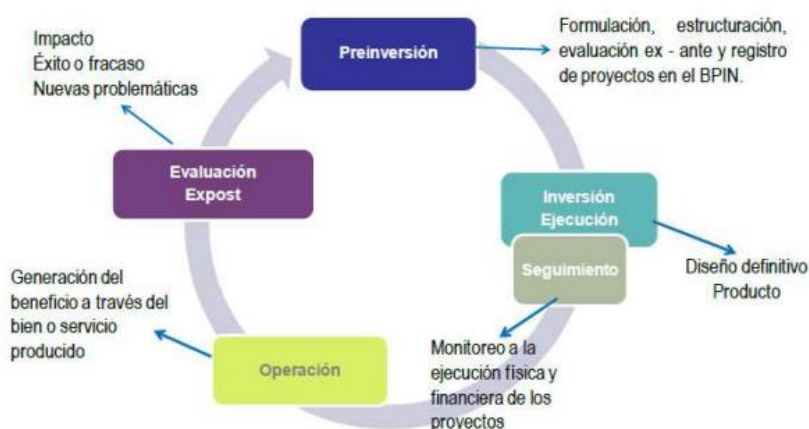 Preinversión
Formulación, estructuración,
evaluación ex - ante y registro
de proyectos en el BPIN.
Inversión
Ejecución
Diseño definitivo
Producto
Seguimiento
Monitoreo a la
ejecución física y
financiera de los
proyectos
Operación
Generación del
beneficio a través del
bien o servicio
producido
Evaluación
Expost
Impacto
Éxito o fracaso
Nuevas problemáticas